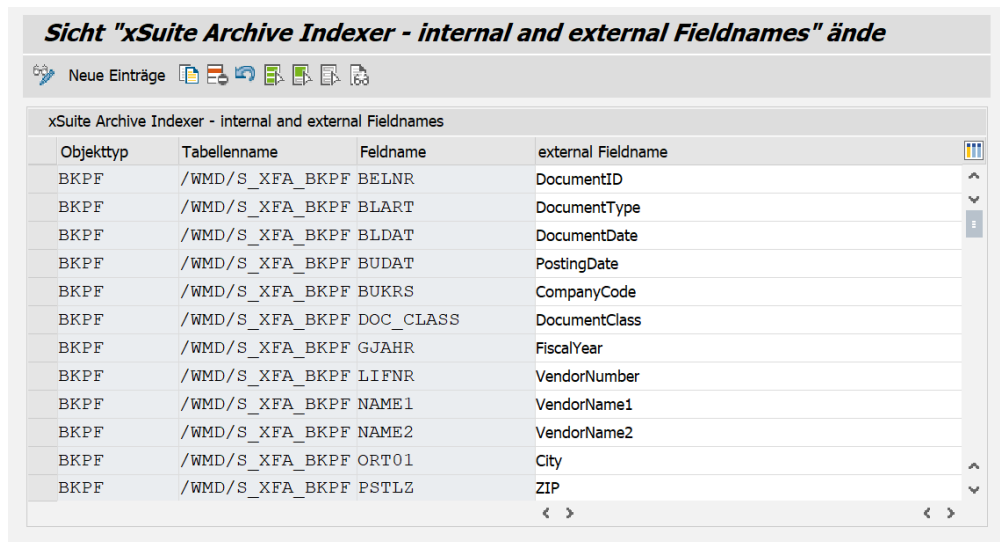 Sicht "xSuite Archive Indexer - internal and external Fieldnames" ände
Neue Einträge
xSuite Archive Indexer - internal and external Fieldnames
Objekttyp Tabellenname Feldname external Fieldname
BKPF /WMD/S_XFA_BKPF BELNR DocumentID
BKPF /WMD/S_XFA_BKPF BLART DocumentType
BKPF /WMD/S_XFA_BKPF BLDAT DocumentDate
BKPF /WMD/S_XFA_BKPF BUDAT PostingDate
BKPF /WMD/S_XFA_BKPF BUKRS CompanyCode
BKPF /WMD/S_XFA_BKPF DOC_CLASS DocumentClass
BKPF /WMD/S_XFA_BKPF GJAHR FiscalYear
BKPF /WMD/S_XFA_BKPF LIFNR VendorNumber
BKPF /WMD/S_XFA_BKPF NAME1 VendorName1
BKPF /WMD/S_XFA_BKPF NAME2 VendorName2
BKPF /WMD/S_XFA_BKPF ORT01 City
BKPF /WMD/S_XFA_BKPF PSTLZ ZIP